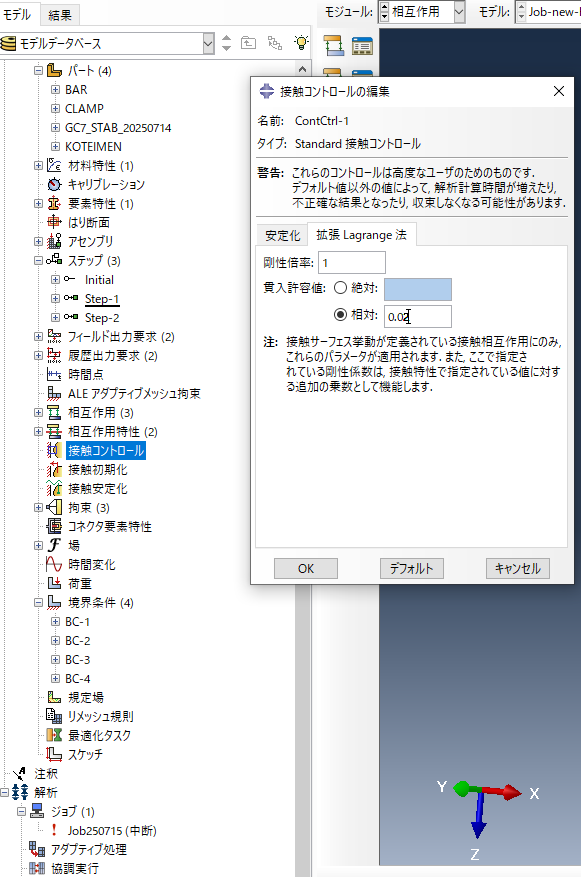 モデル 結果
モジュール: 相互作用 モデル: Job-new-
モデルデータベース
パート (4)
BAR
CLAMP
GC7_STAB_20250714
KOTEIMEN
材料特性 (1)
キャリブレーション
要素特性 (1)
はり断面
アセンブリ
ステップ (3)
Initial
Step-1
Step-2
フィールド出力要求 (2)
履歴出力要求 (2)
時間点
ALE アダプティブメッシュ拘束
相互作用 (3)
相互作用特性 (2)
接触コントロール
接触初期化
接触安定化
拘束 (3)
コネクタ要素特性
場
時間変化
荷重
境界条件 (4)
BC-1
BC-2
BC-3
BC-4
規定場
リメッシュ規則
最適化タスク
スケッチ
注釈
解析
ジョブ (1)
Job250715 (中断)
アダプティブ処理
協調実行
接触コントロールの編集
名前: ContCtrl-1
タイプ: Standard 接触コントロール
警告: これらのコントロールは高度なユーザのためのものです。
デフォルト値以外の値によって, 解析計算時間が増えたり,
不正確な結果となったり, 収束しなくなる可能性があります.
安定化 拡張 Lagrange 法
剛性倍率: 1
貫入許容値: 絶対:
相対: 0.02
注: 接触サーフェス挙動が定義されている接触相互作用にのみ,
これらのパラメータが適用されます. また, ここで指定さ
れている剛性係数は, 接触特性で指定されている値に対す
る追加の乗数として機能します.
OK デフォルト キャンセル
Y X
Z